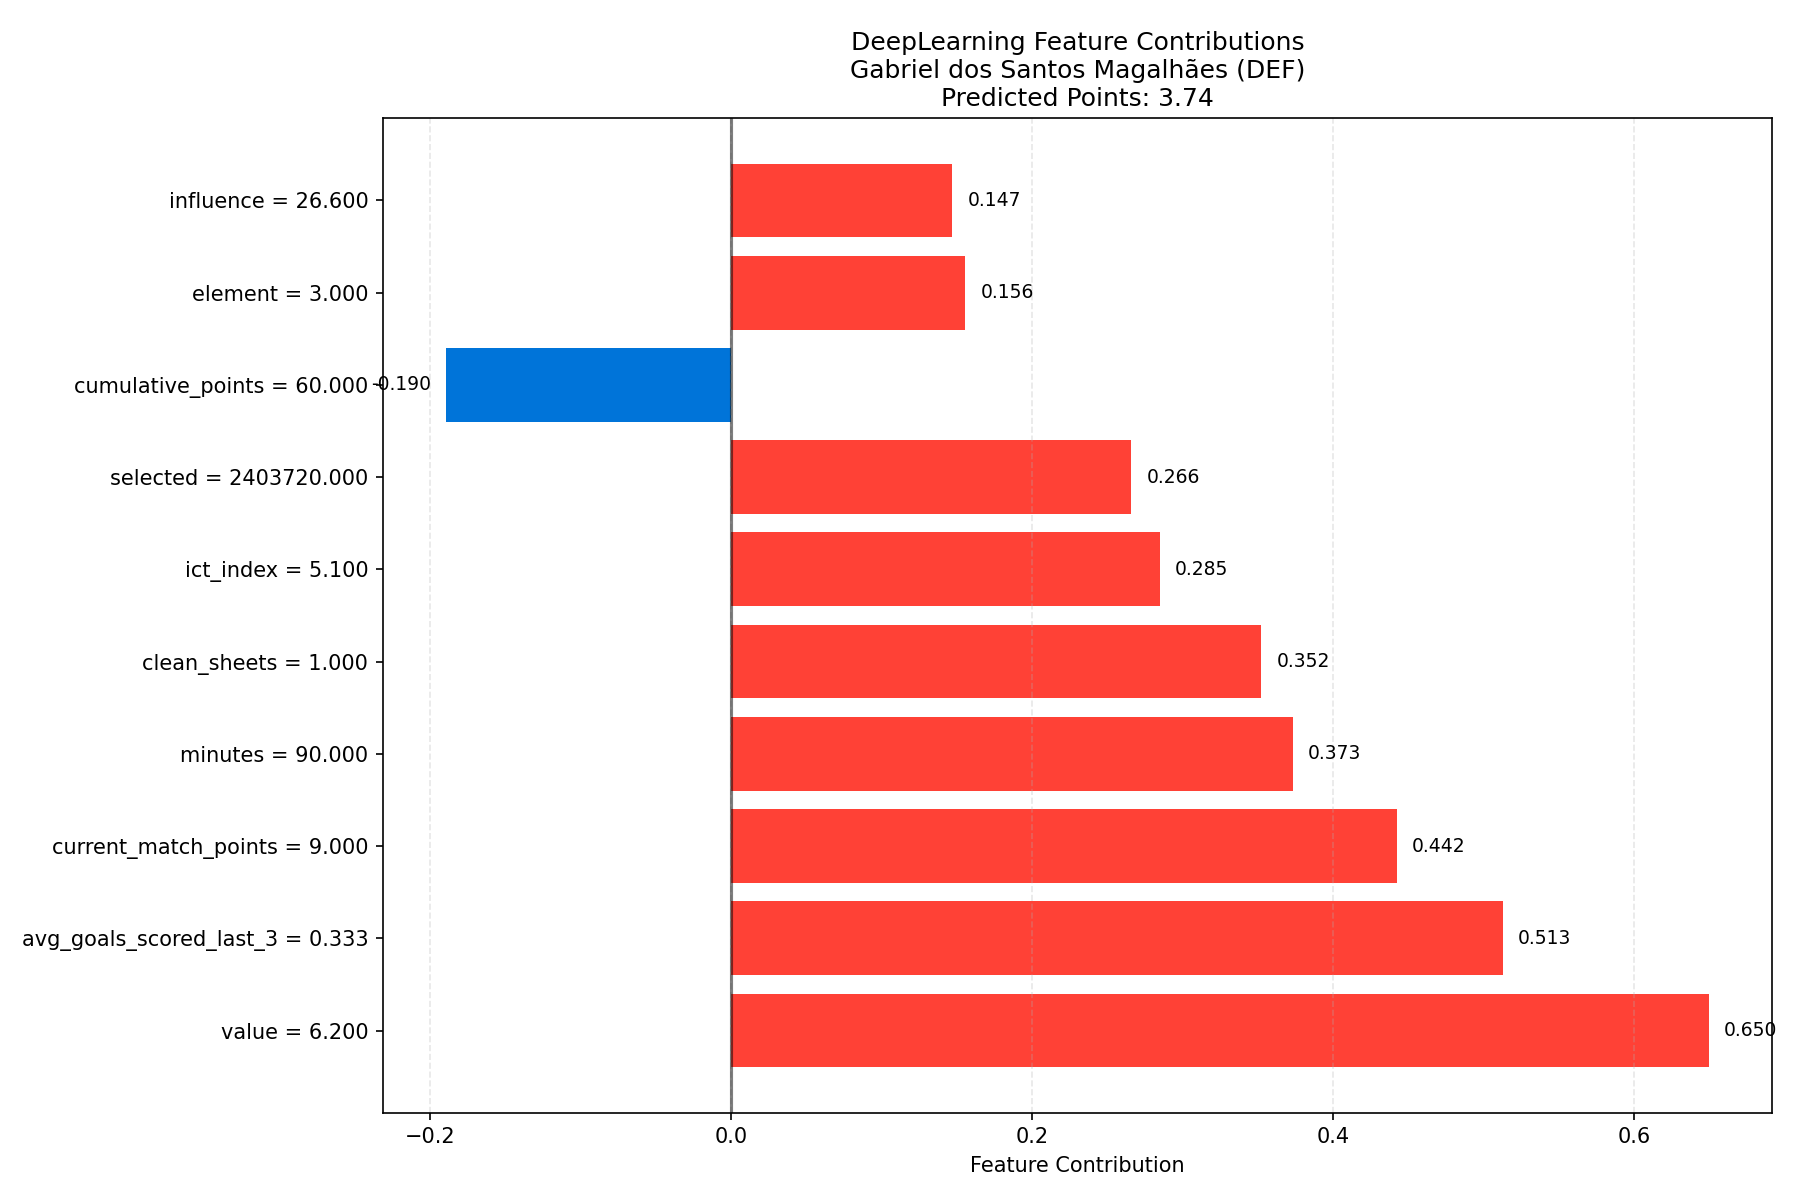 DeepLearning Feature Contributions
Gabriel dos Santos Magalhães (DEF)
Predicted Points: 3.74
influence = 26.600
0.147
element = 3.000
0.156
cumulative_points = 60.000
-0.190
selected = 2403720.000
0.266
ict_index = 5.100
0.285
clean_sheets = 1.000
0.352
minutes = 90.000
0.373
current_match_points = 9.000
0.442
avg_goals_scored_last_3 = 0.333
0.513
value = 6.200
0.650
−0.2 0.0 0.2 0.4 0.6
Feature Contribution